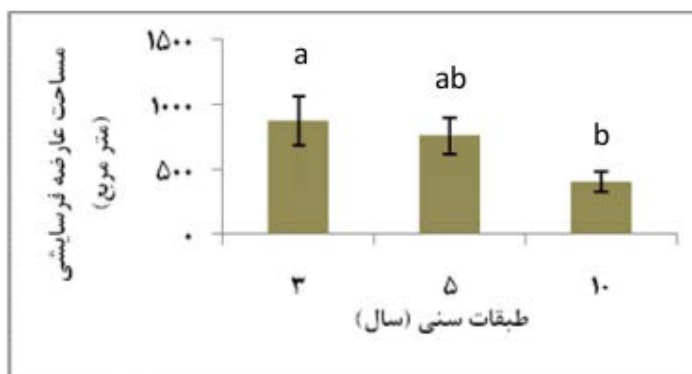 مساحت عارضه فرسایشی
(متر مربع)
۱۵۰۰
۱۰۰۰
۵۰۰
۰
a
ab
b
۳ ۵ ۱۰
طبقات سنی (سال)